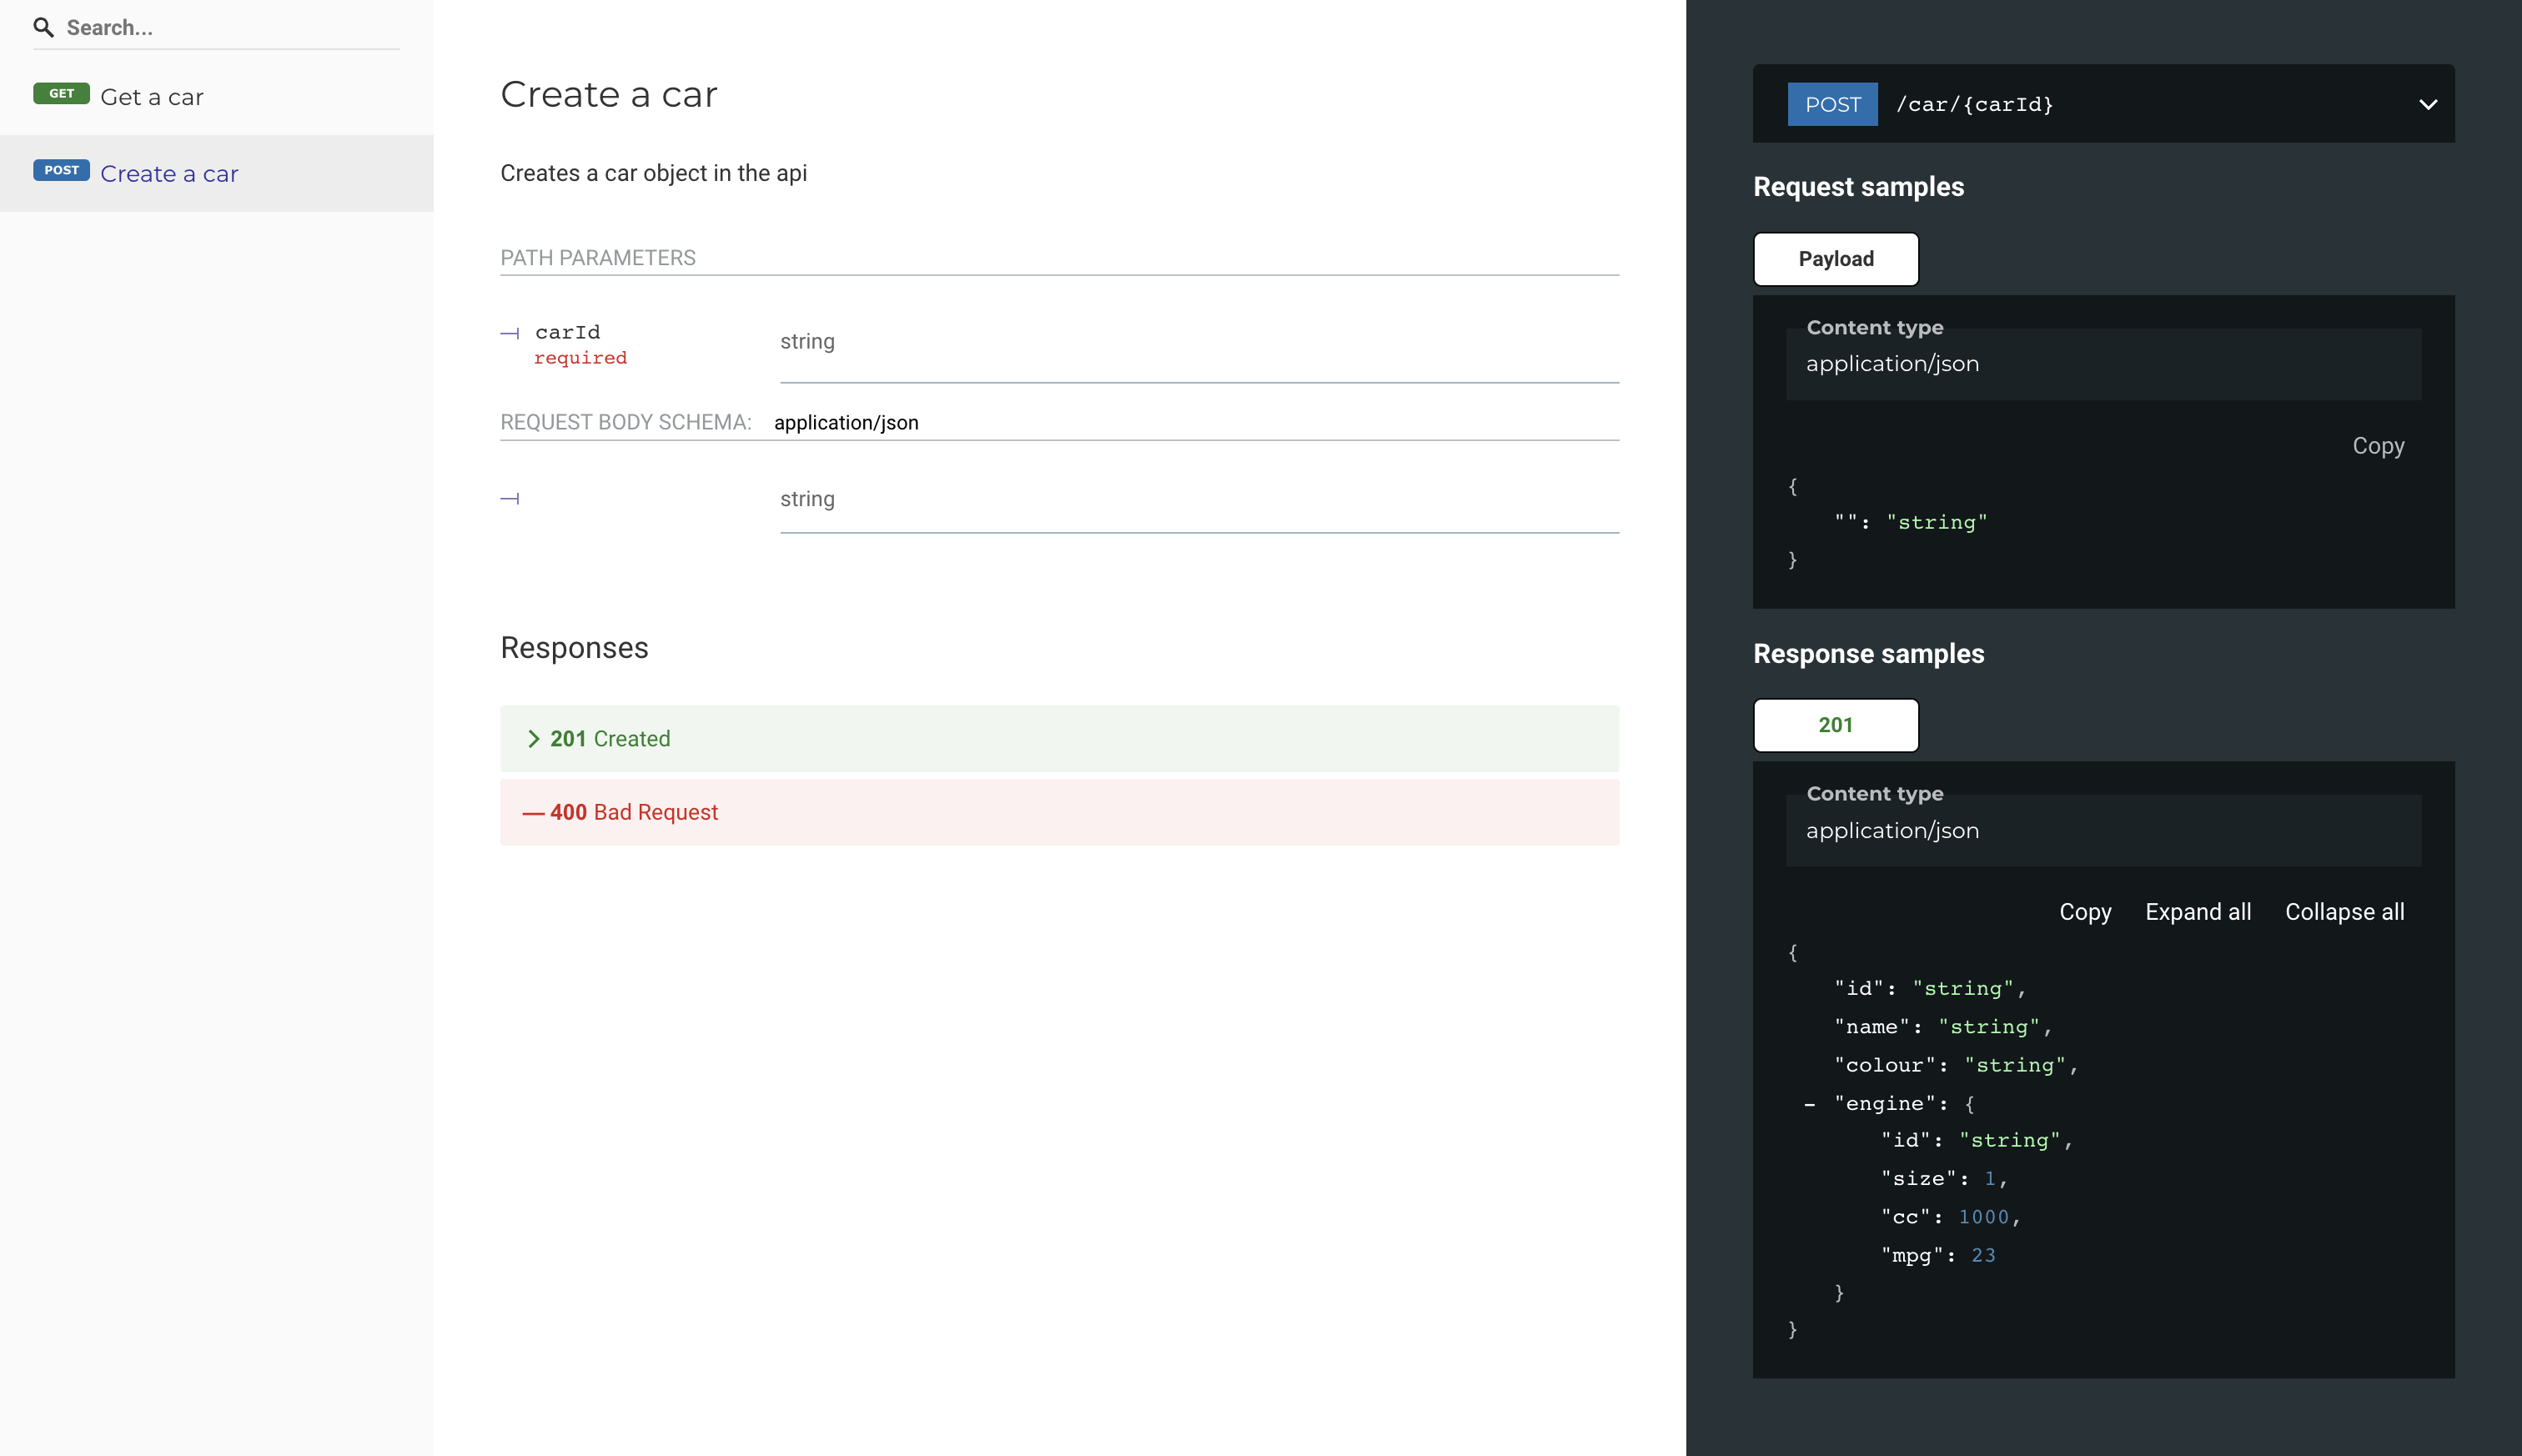 Search...
GET Get a car
POST Create a car
Create a car
Creates a car object in the api
PATH PARAMETERS
carId
required
string
REQUEST BODY SCHEMA: application/json
string
Responses
201 Created
400 Bad Request
POST /car/{carId}
Request samples
Payload
Content type
application/json
Copy
{
"": "string"
}
Response samples
201
Content type
application/json
Copy Expand all Collapse all
{
"id": "string",
"name": "string",
"colour": "string",
- "engine": {
"id": "string",
"size": 1,
"cc": 1000,
"mpg": 23
}
}